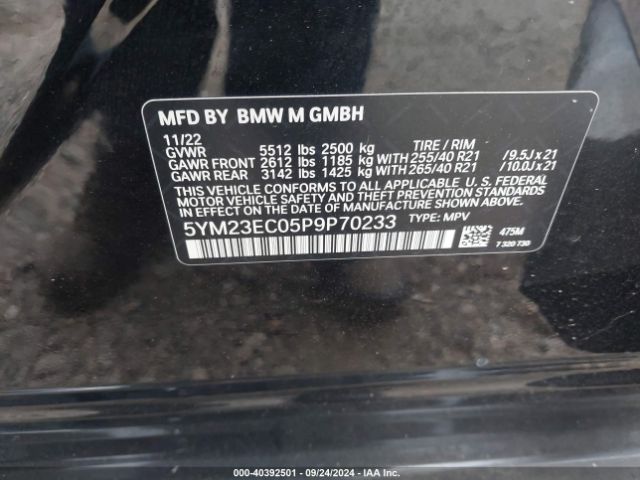 MFD BY BMW M GMBH
11/22
GVWR 5512 lbs 2500 kg TIRE / RIM
GAWR FRONT 2612 lbs 1185 kg WITH 255/40 R21 /9.5J x 21
GAWR REAR 3142 lbs 1425 kg WITH 265/40 R21 /10.0J x 21
THIS VEHICLE CONFORMS TO ALL APPLICABLE U. S. FEDERAL
MOTOR VEHICLE SAFETY, BUMPER, AND THEFT PREVENTION STANDARDS
IN EFFECT ON THE DATE OF MANUFACTURE SHOWN ABOVE.
5YM23EC05P9P70233 TYPE: MPV
475M
7 320 730
000-40392501 - 09/24/2024 - IAA Inc.